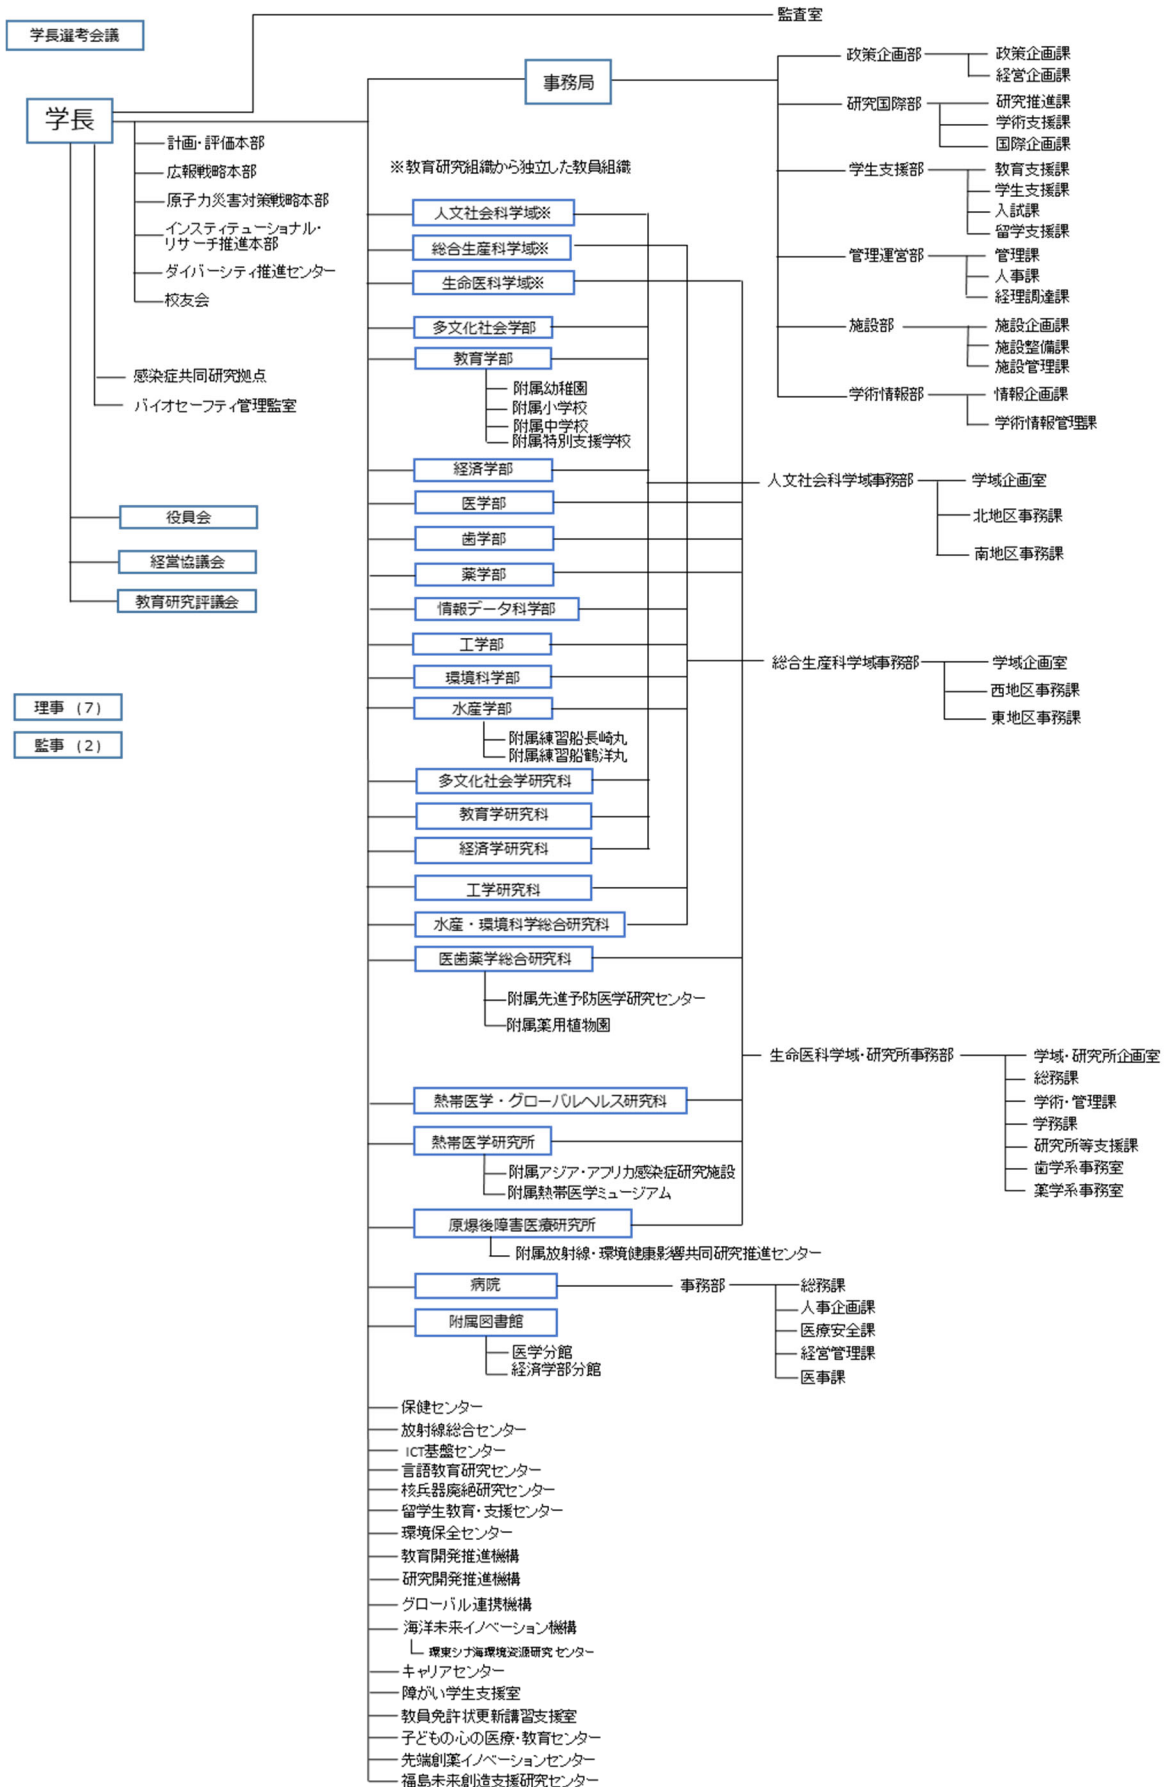 監査室
学長選考会議
学長
事務局
計画・評価本部
広報戦略本部
原子力災害対策戦略本部
インスティテューショナル・
リサーチ推進本部
ダイバーシティ推進センター
校友会
感染症共同研究拠点
バイオセーフティ管理監室
役員会
経営協議会
教育研究評議会
理事 (7)
監事 (2)
※教育研究組織から独立した教員組織
人文社会科学域※
総合生産科学域※
生命医科学域※
多文化社会学部
教育学部
附属幼稚園
附属小学校
附属中学校
附属特別支援学校
経済学部
医学部
歯学部
薬学部
情報データ科学部
工学部
環境科学部
水産学部
附属練習船長崎丸
附属練習船鶴洋丸
多文化社会学研究科
教育学研究科
経済学研究科
工学研究科
水産・環境科学総合研究科
医歯薬学総合研究科
附属先進予防医学研究センター
附属薬用植物園
熱帯医学・グローバルヘルス研究科
熱帯医学研究所
附属アジア・アフリカ感染症研究施設
附属熱帯医学ミュージアム
原爆後障害医療研究所
附属放射線・環境健康影響共同研究推進センター
病院
事務部
総務課
人事企画課
医療安全課
経営管理課
医事課
附属図書館
医学分館
経済学部分館
保健センター
放射線総合センター
ICT基盤センター
言語教育研究センター
核兵器廃絶研究センター
留学生教育・支援センター
環境保全センター
教育開発推進機構
研究開発推進機構
グローバル連携機構
海洋未来イノベーション機構
環東シナ海環境資源研究センター
キャリアセンター
障がい学生支援室
教員免許状更新講習支援室
子どもの心の医療・教育センター
先端創薬イノベーションセンター
福島未来創造支援研究センター
政策企画部
政策企画課
経営企画課
研究国際部
研究推進課
学術支援課
国際企画課
学生支援部
教育支援課
学生支援課
入試課
留学支援課
管理運営部
管理課
人事課
経理調達課
施設部
施設企画課
施設整備課
施設管理課
学術情報部
情報企画課
学術情報管理課
人文社会科学域事務部
学域企画室
北地区事務課
南地区事務課
総合生産科学域事務部
学域企画室
西地区事務課
東地区事務課
生命医科学域・研究所事務部
学域・研究所企画室
総務課
学術・管理課
学務課
研究所等支援課
歯学系事務室
薬学系事務室